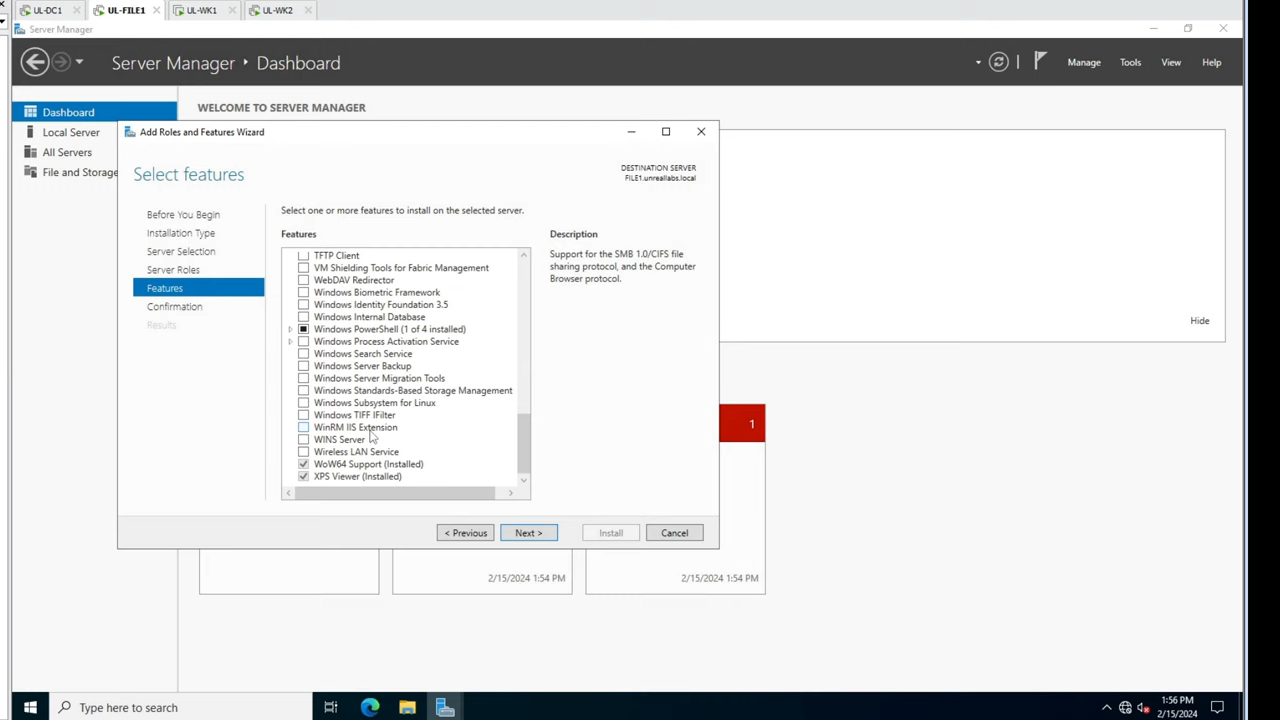 UL-DC1
UL-FILE1
UL-WK1
UL-WK2
Server Manager
Server Manager
Dashboard
Manage
Tools
View
Help
Dashboard
Local Server
All Servers
File and Storage
WELCOME TO SERVER MANAGER
Add Roles and Features Wizard
Select features
DESTINATION SERVER
FILE1.unreallabs.local
Before You Begin
Installation Type
Server Selection
Server Roles
Features
Confirmation
Results
Select one or more features to install on the selected server.
Features
TFTP Client
VM Shielding Tools for Fabric Management
WebDAV Redirector
Windows Biometric Framework
Windows Identity Foundation 3.5
Windows Internal Database
Windows PowerShell (1 of 4 installed)
Windows Process Activation Service
Windows Search Service
Windows Server Backup
Windows Server Migration Tools
Windows Standards-Based Storage Management
Windows Subsystem for Linux
Windows TIFF IFilter
WinRM IIS Extension
WINS Server
Wireless LAN Service
WoW64 Support (Installed)
XPS Viewer (Installed)
Description
Support for the SMB 1.0/CIFS file
sharing protocol, and the Computer
Browser protocol.
Hide
1
< Previous
Next >
Install
Cancel
2/15/2024 1:54 PM
2/15/2024 1:54 PM
Type here to search
1:56 PM
2/15/2024